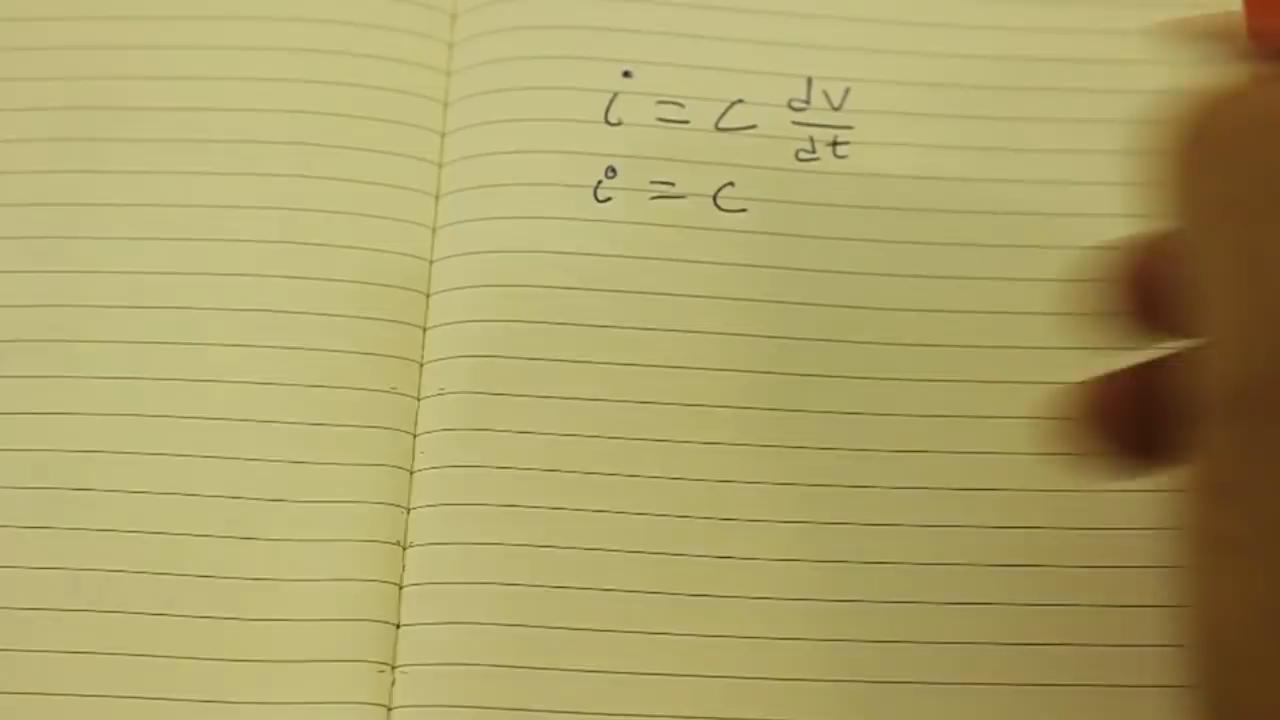 i = c dv/dt
i = c